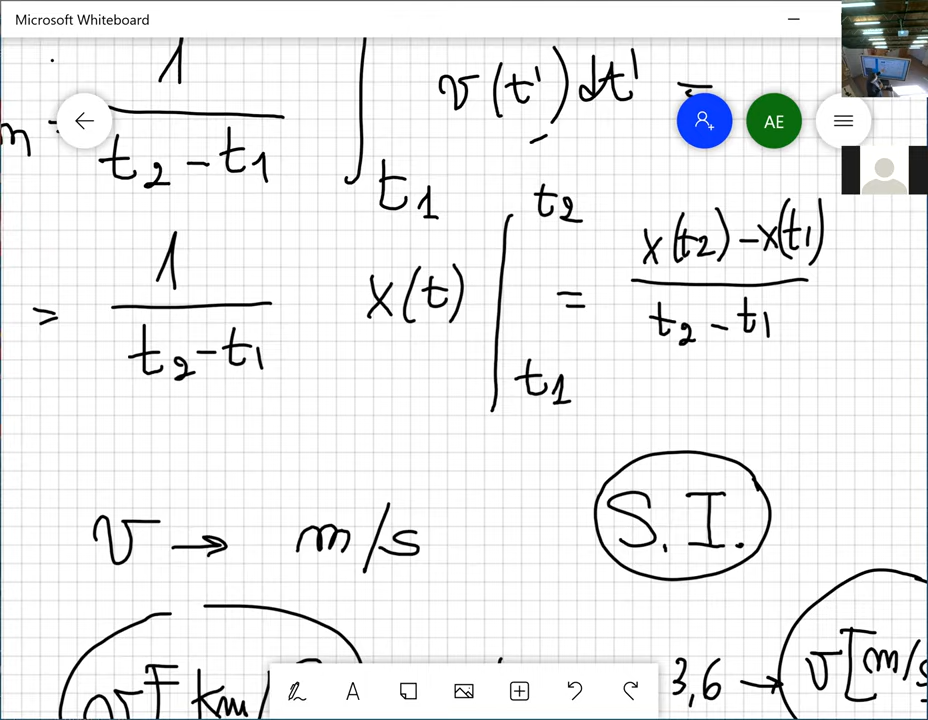 Microsoft Whiteboard
1
t2 - t1
t1
v(t')dt' =
AE
= 1
t2 - t1
x(t)
t2
t1
= x(t2) - x(t1)
t2 - t1
v → m/s
S.I.
v[km/
3,6 → v[m/s
A